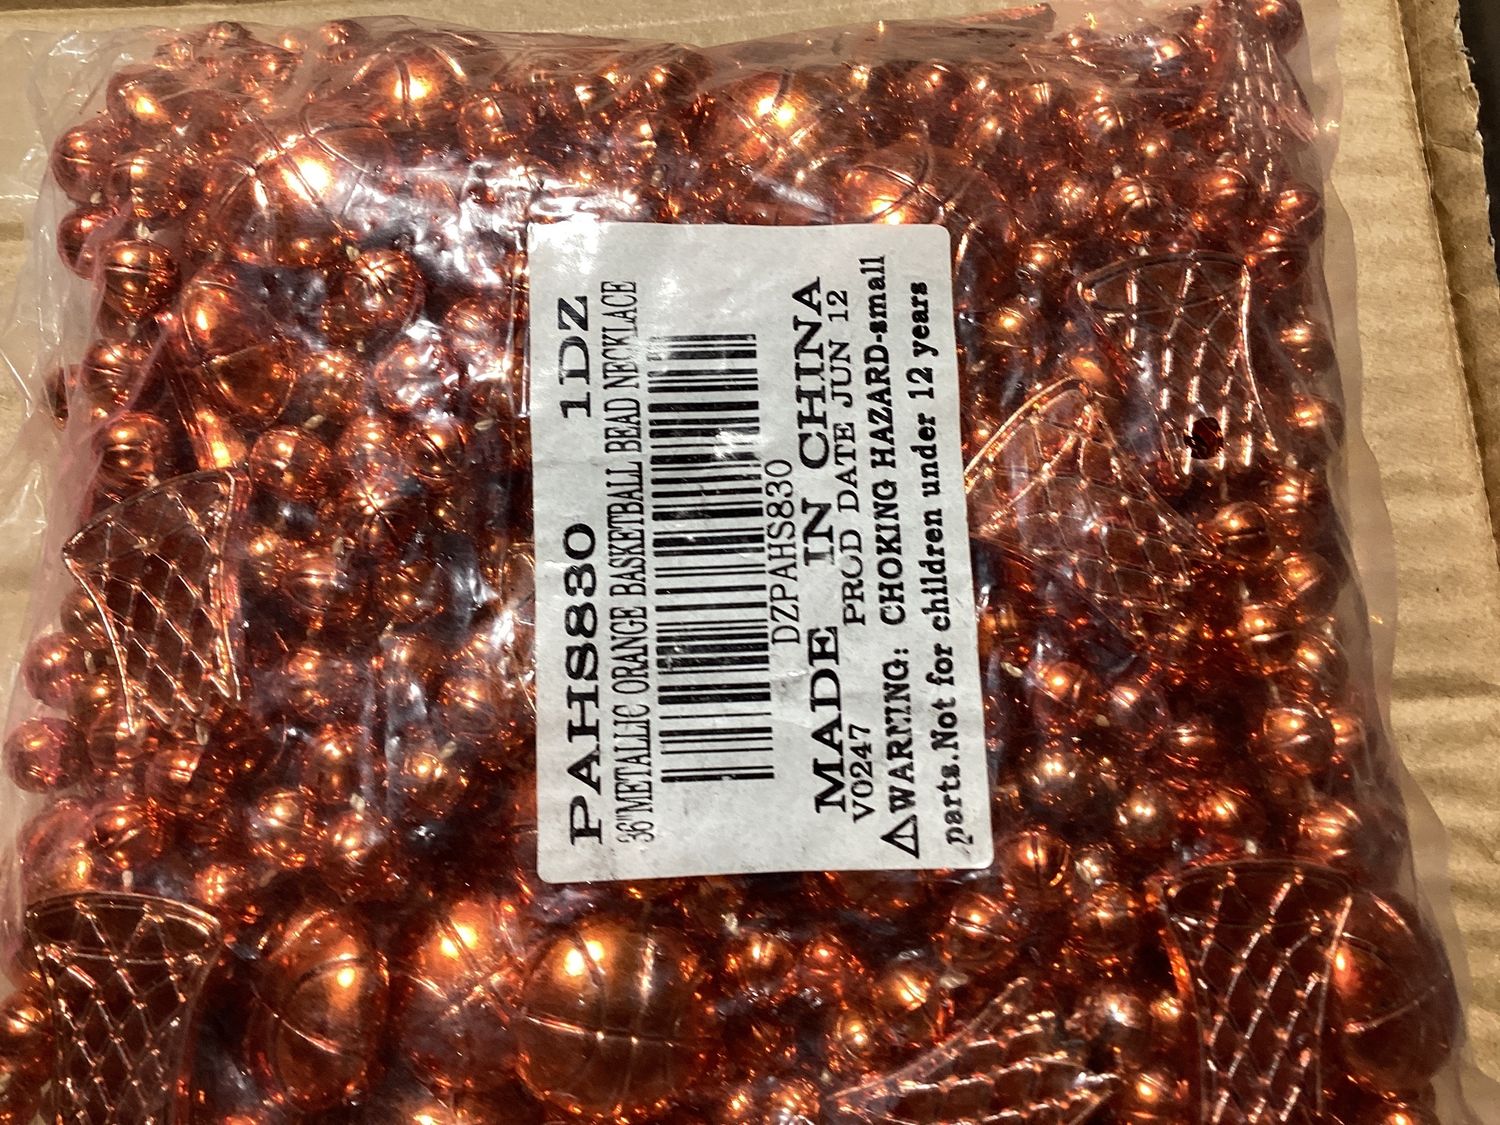 PAHS830 1DZ
36"METALLIC ORANGE BASKETBALL BEAD NECKLACE
DZPAHS830
MADE IN CHINA
V0247 PROD DATE JUN 12
⚠WARNING: CHOKING HAZARD-small
parts.Not for children under 12 years